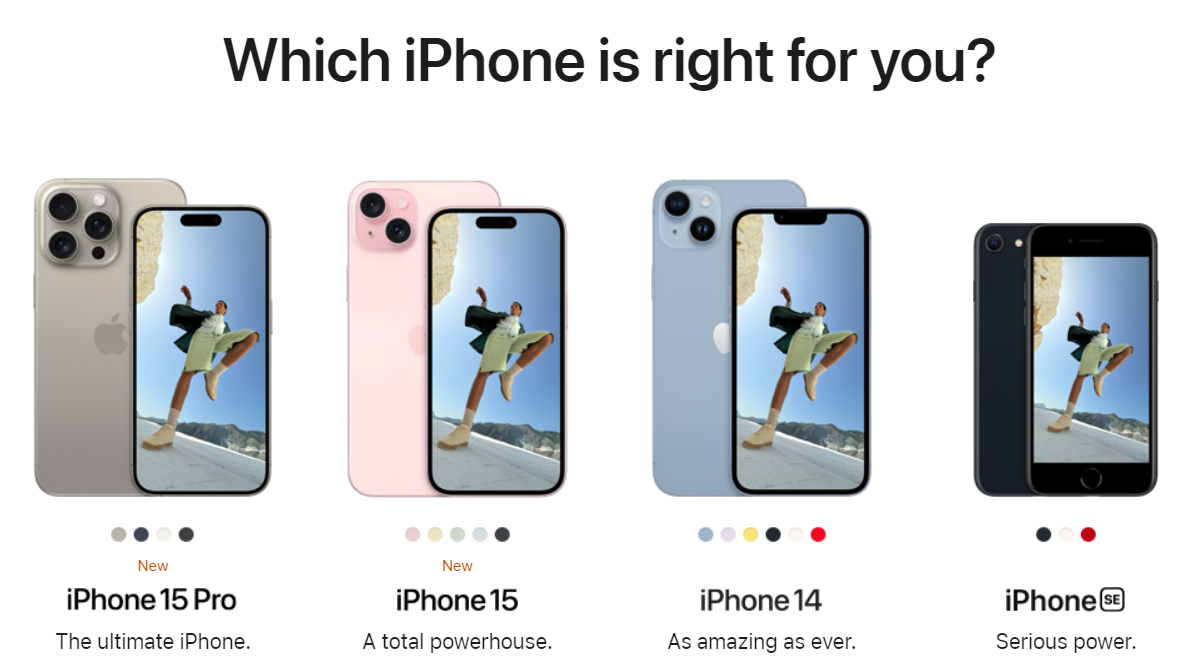 Which iPhone is right for you?
New
New
iPhone 15 Pro
iPhone 15
iPhone 14
iPhone SE
The ultimate iPhone.
A total powerhouse.
As amazing as ever.
Serious power.